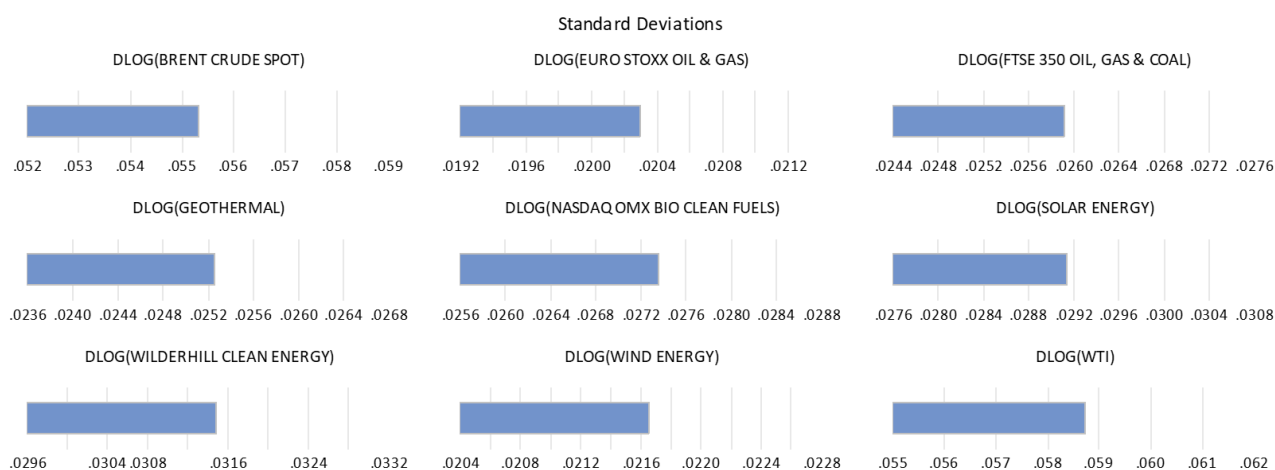 Standard Deviations
DLOG(BRENT CRUDE SPOT) DLOG(EURO STOXX OIL & GAS) DLOG(FTSE 350 OIL, GAS & COAL)
.052 .053 .054 .055 .056 .057 .058 .059 .0192 .0196 .0200 .0204 .0208 .0212 .0244 .0248 .0252 .0256 .0260 .0264 .0268 .0272 .0276
DLOG(GEOTHERMAL) DLOG(NASDAQ OMX BIO CLEAN FUELS) DLOG(SOLAR ENERGY)
.0236 .0240 .0244 .0248 .0252 .0256 .0260 .0264 .0268 .0256 .0260 .0264 .0268 .0272 .0276 .0280 .0284 .0288 .0276 .0280 .0284 .0288 .0292 .0296 .0300 .0304 .0308
DLOG(WILDERHILL CLEAN ENERGY) DLOG(WIND ENERGY) DLOG(WTI)
.0296 .0304 .0308 .0316 .0324 .0332 .0204 .0208 .0212 .0216 .0220 .0224 .0228 .055 .056 .057 .058 .059 .060 .061 .062